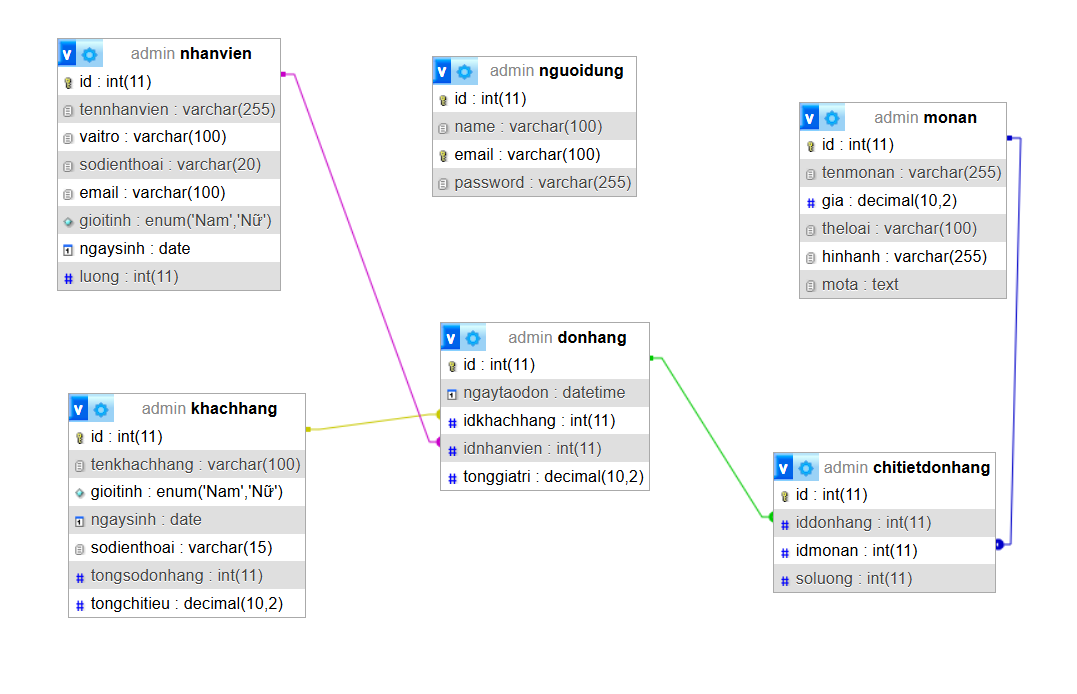 admin nhanvien
id : int(11)
tennhanvien : varchar(255)
vaitro : varchar(100)
sodienthoai : varchar(20)
email : varchar(100)
gioitinh : enum('Nam','Nữ')
ngaysinh : date
luong : int(11)
admin nguoidung
id : int(11)
name : varchar(100)
email : varchar(100)
password : varchar(255)
admin monan
id : int(11)
tenmonan : varchar(255)
gia : decimal(10,2)
theloai : varchar(100)
hinhanh : varchar(255)
mota : text
admin khachhang
id : int(11)
tenkhachhang : varchar(100)
gioitinh : enum('Nam','Nữ')
ngaysinh : date
sodienthoai : varchar(15)
tongsodonhang : int(11)
tongchitieu : decimal(10,2)
admin donhang
id : int(11)
ngaytaodon : datetime
idkhachhang : int(11)
idnhanvien : int(11)
tonggiatri : decimal(10,2)
admin chitietdonhang
id : int(11)
iddonhang : int(11)
idmonan : int(11)
soluong : int(11)